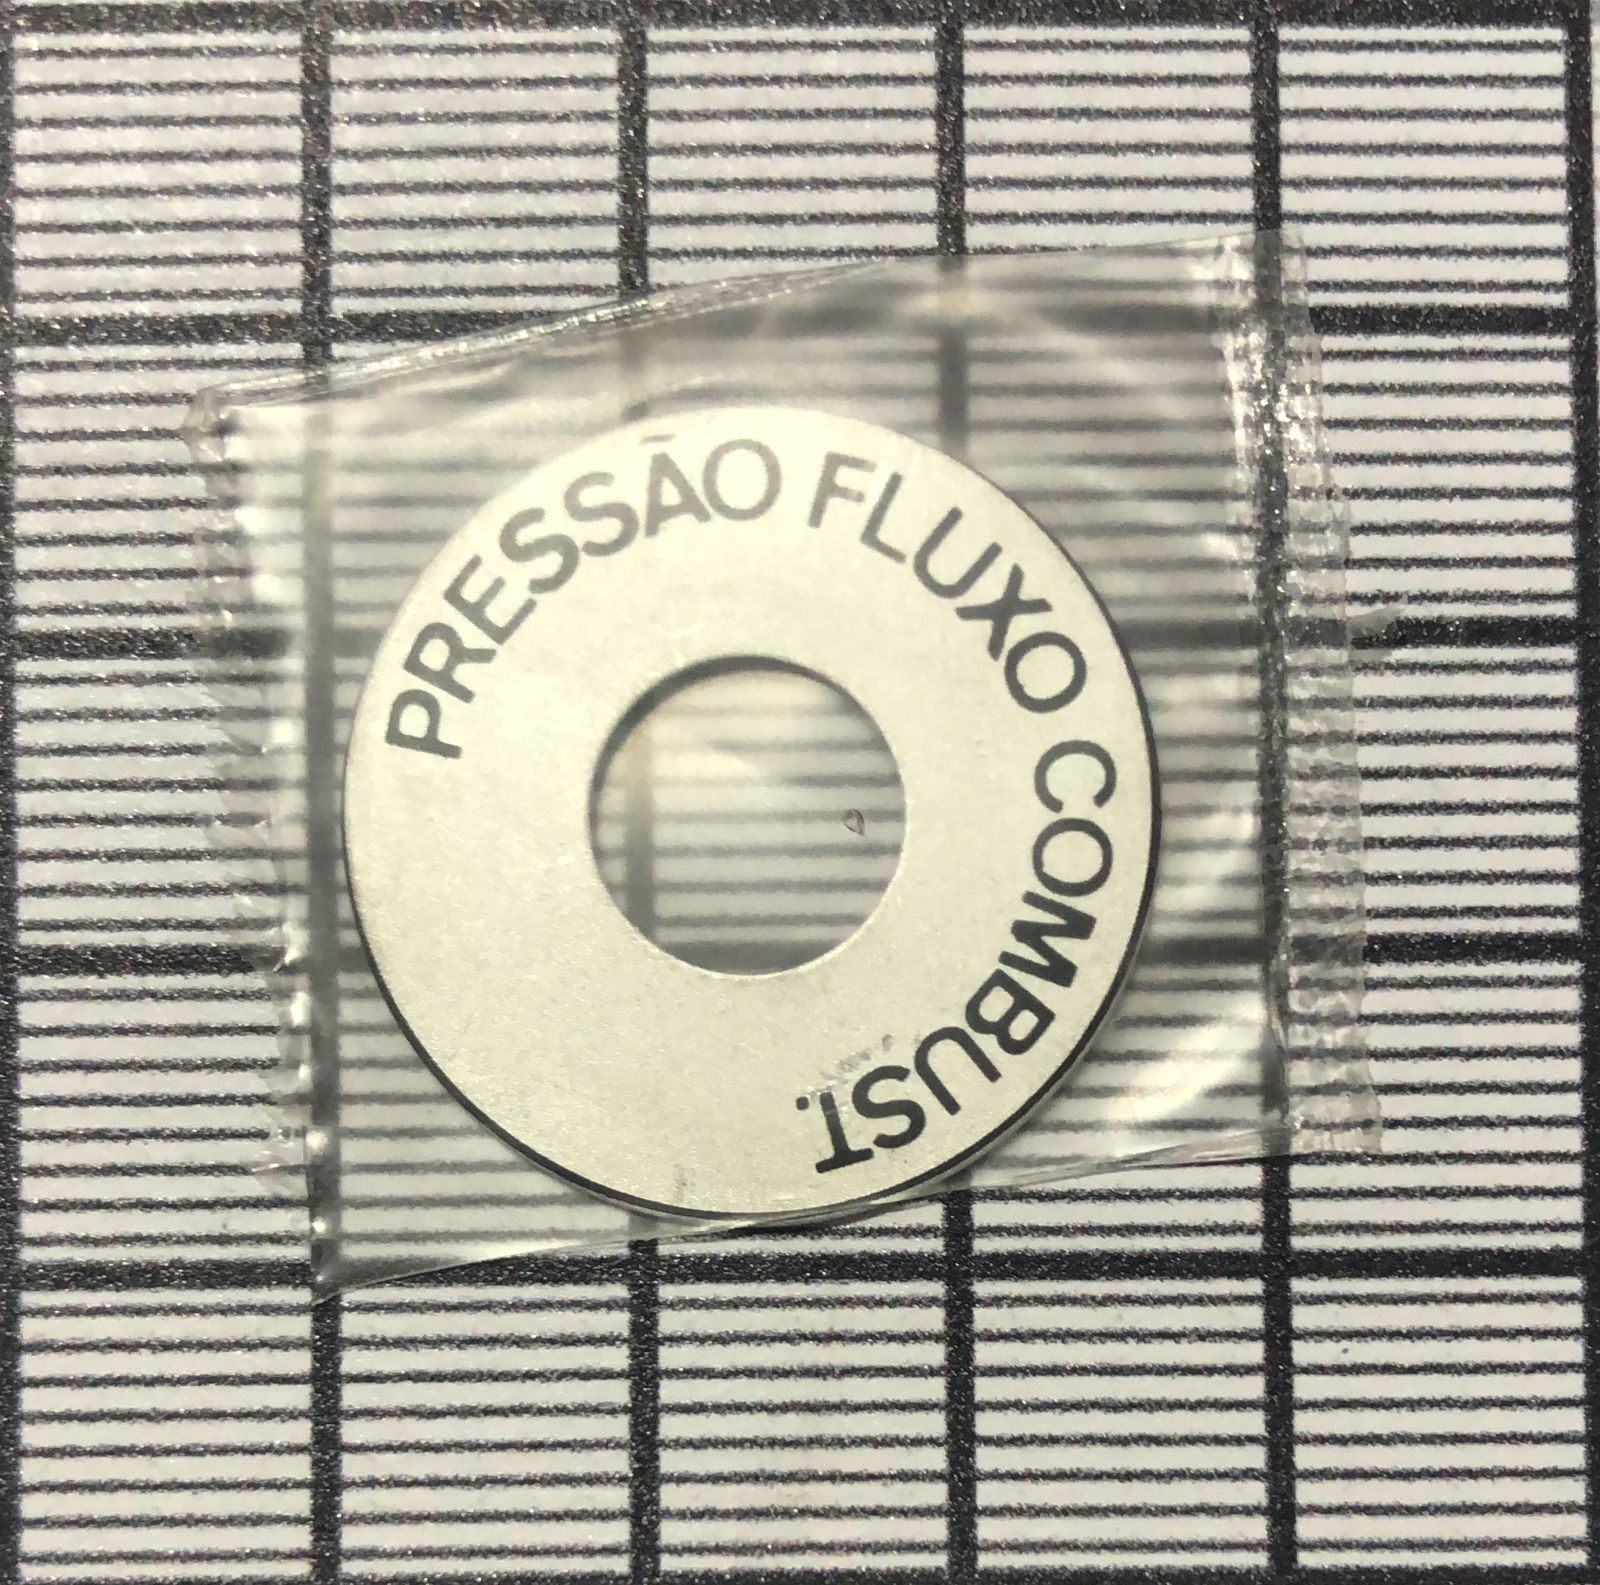 PRESSÃO FLUXO COMBUST.